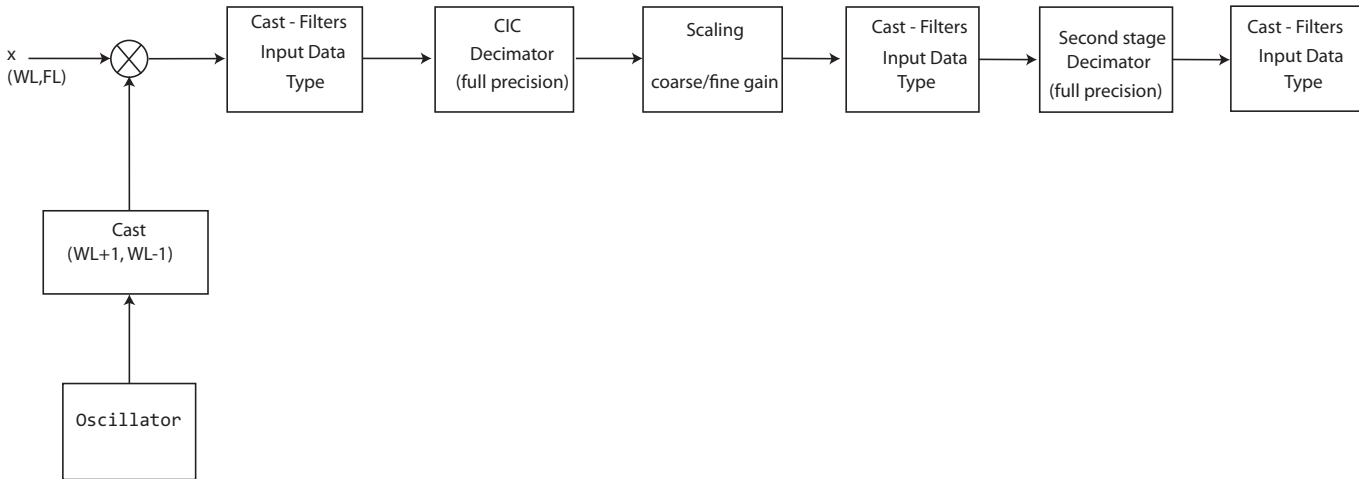 x
(WL,FL)
Cast - Filters
Input Data
Type
CIC
Decimator
(full precision)
Scaling
coarse/fine gain
Cast - Filters
Input Data
Type
Second stage
Decimator
(full precision)
Cast - Filters
Input Data
Type
Cast
(WL+1, WL-1)
Oscillator